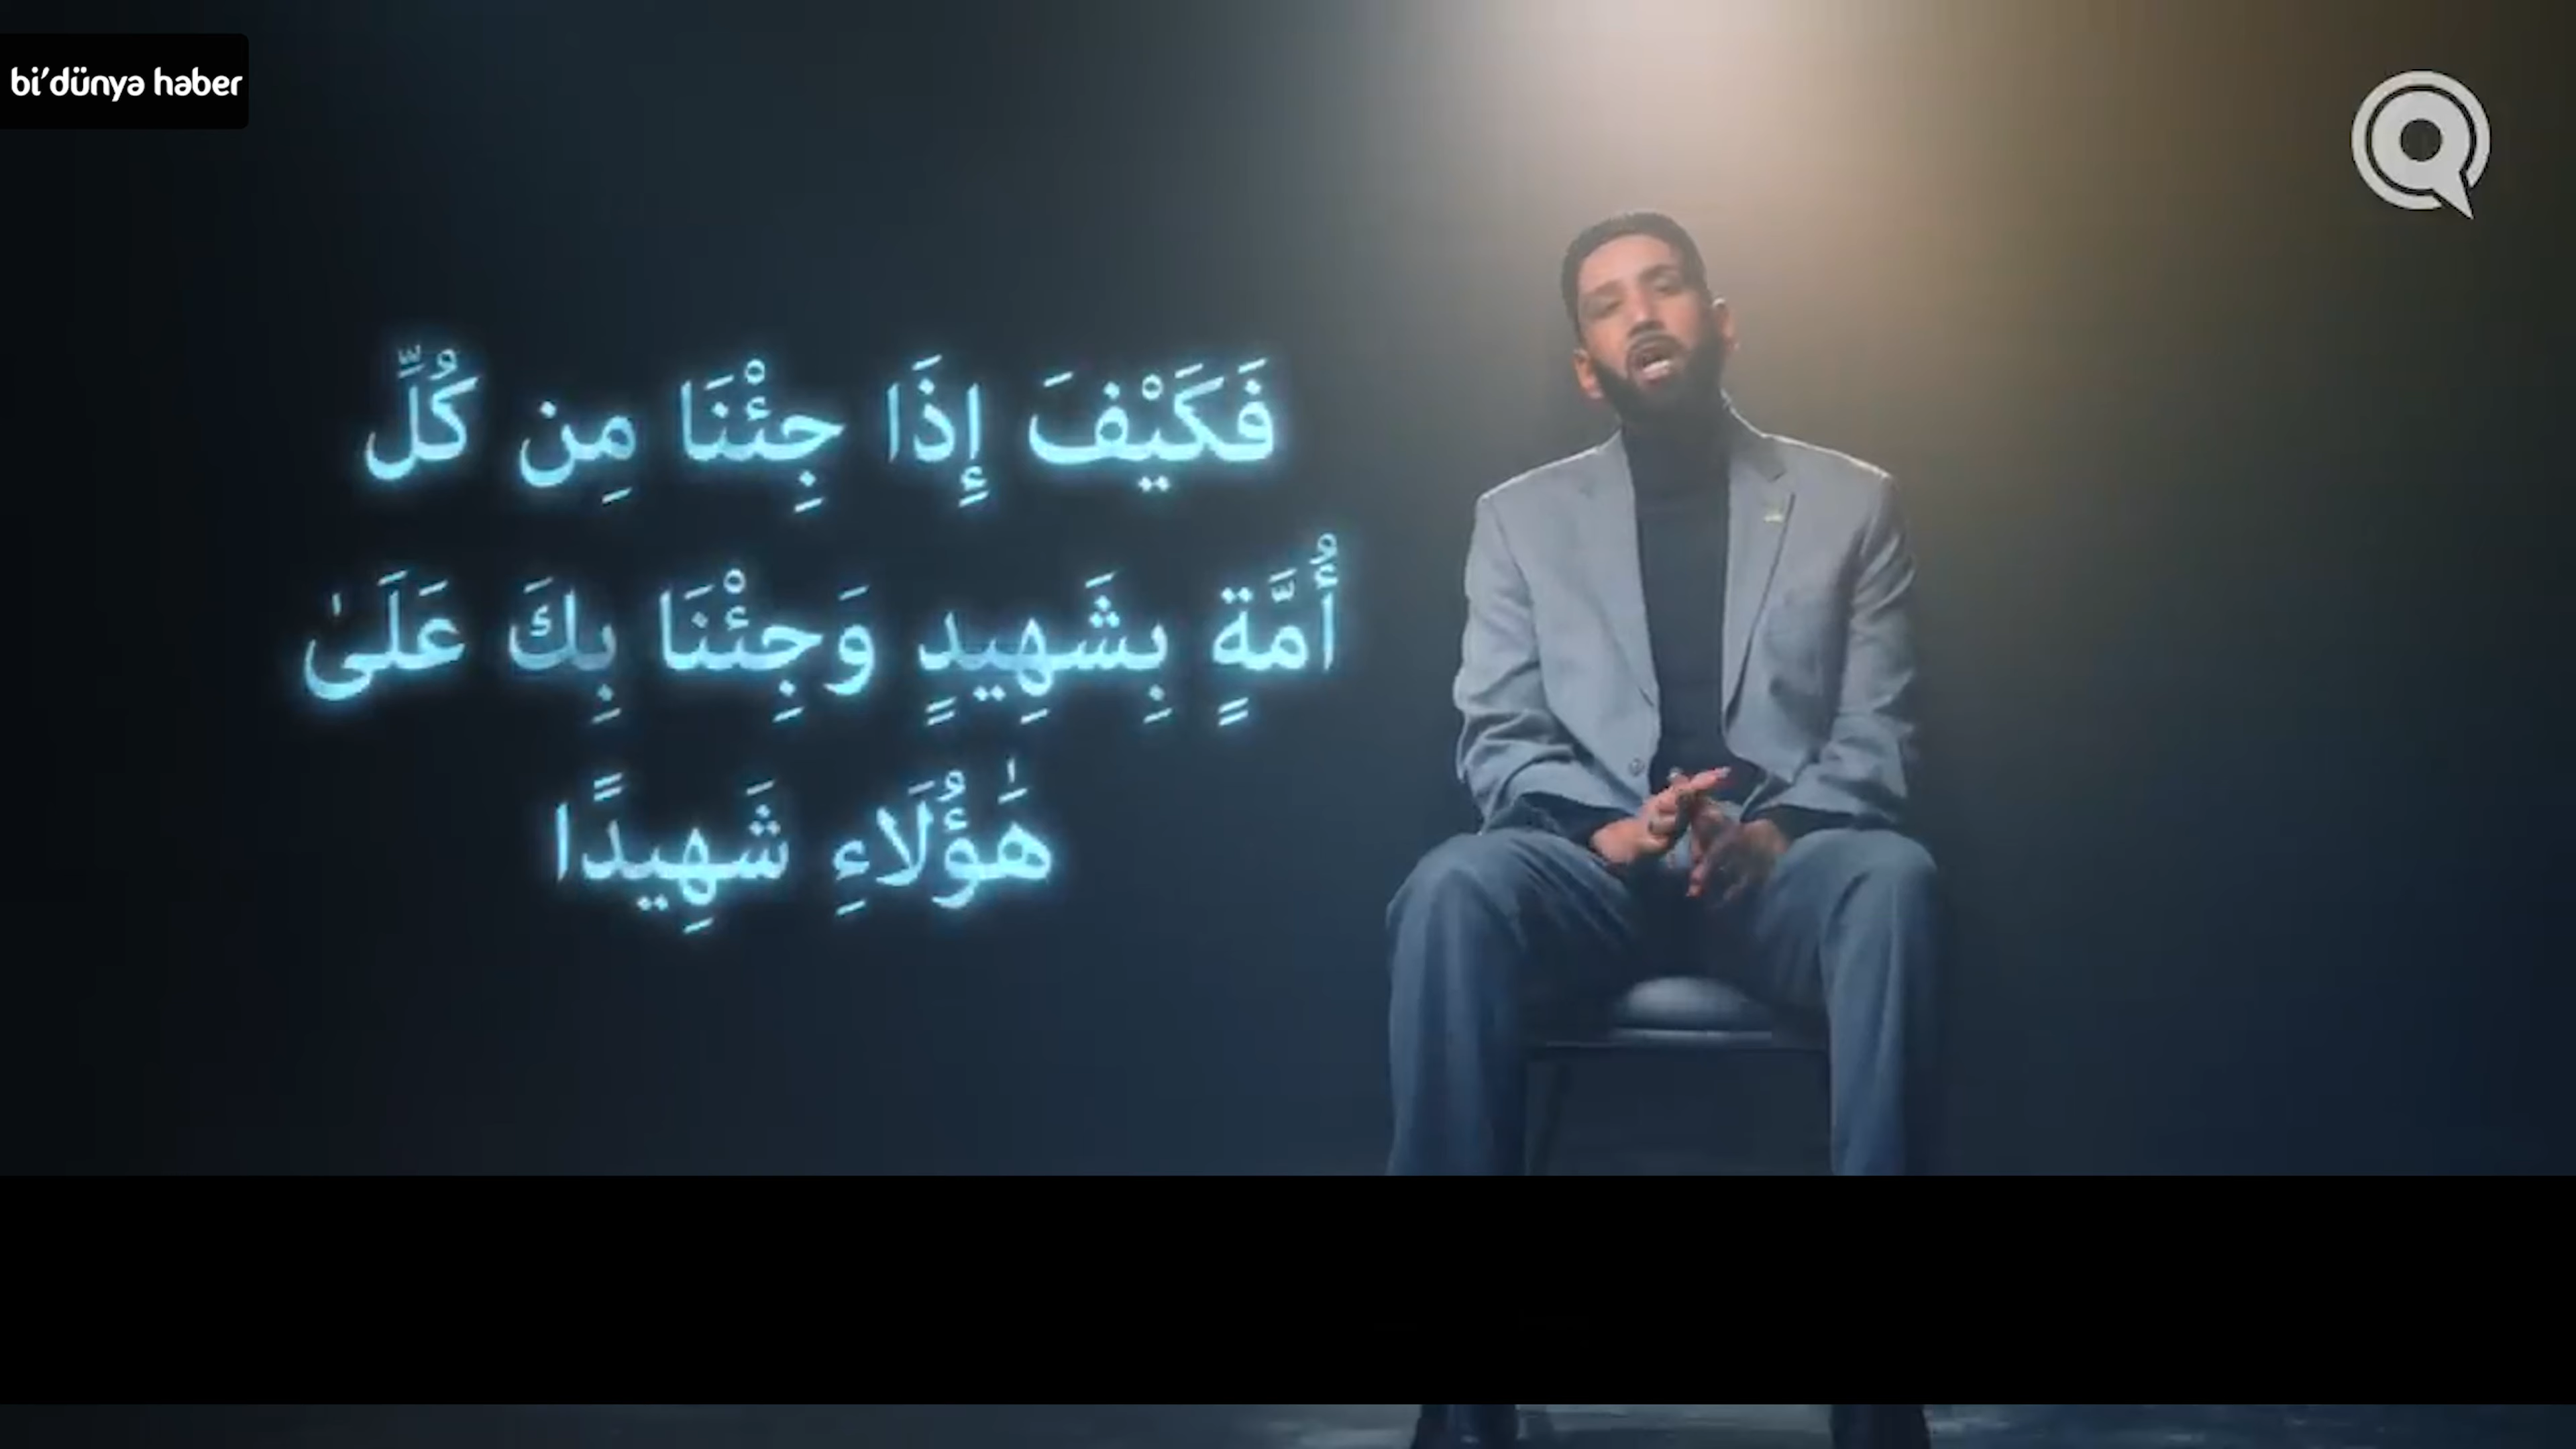 bi'dünya haber
فَكَيْفَ إِذَا جِئْنَا مِن كُلِّ
أُمَّةٍ بِشَهِيدٍ وَجِئْنَا بِكَ عَلَىٰ
هَٰؤُلَاءِ شَهِيدًا